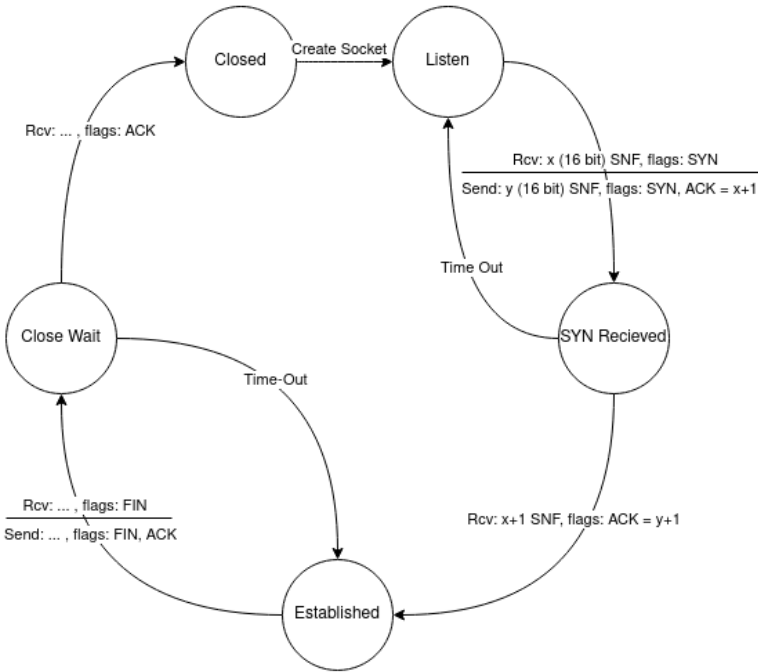 Closed
Create Socket
Listen
Rcv: ... , flags: ACK
Rcv: x (16 bit) SNF, flags: SYN
Send: y (16 bit) SNF, flags: SYN, ACK = x+1
Time Out
Close Wait
SYN Recieved
Time-Out
Rcv: ... , flags: FIN
Send: ... , flags: FIN, ACK
Rcv: x+1 SNF, flags: ACK = y+1
Established